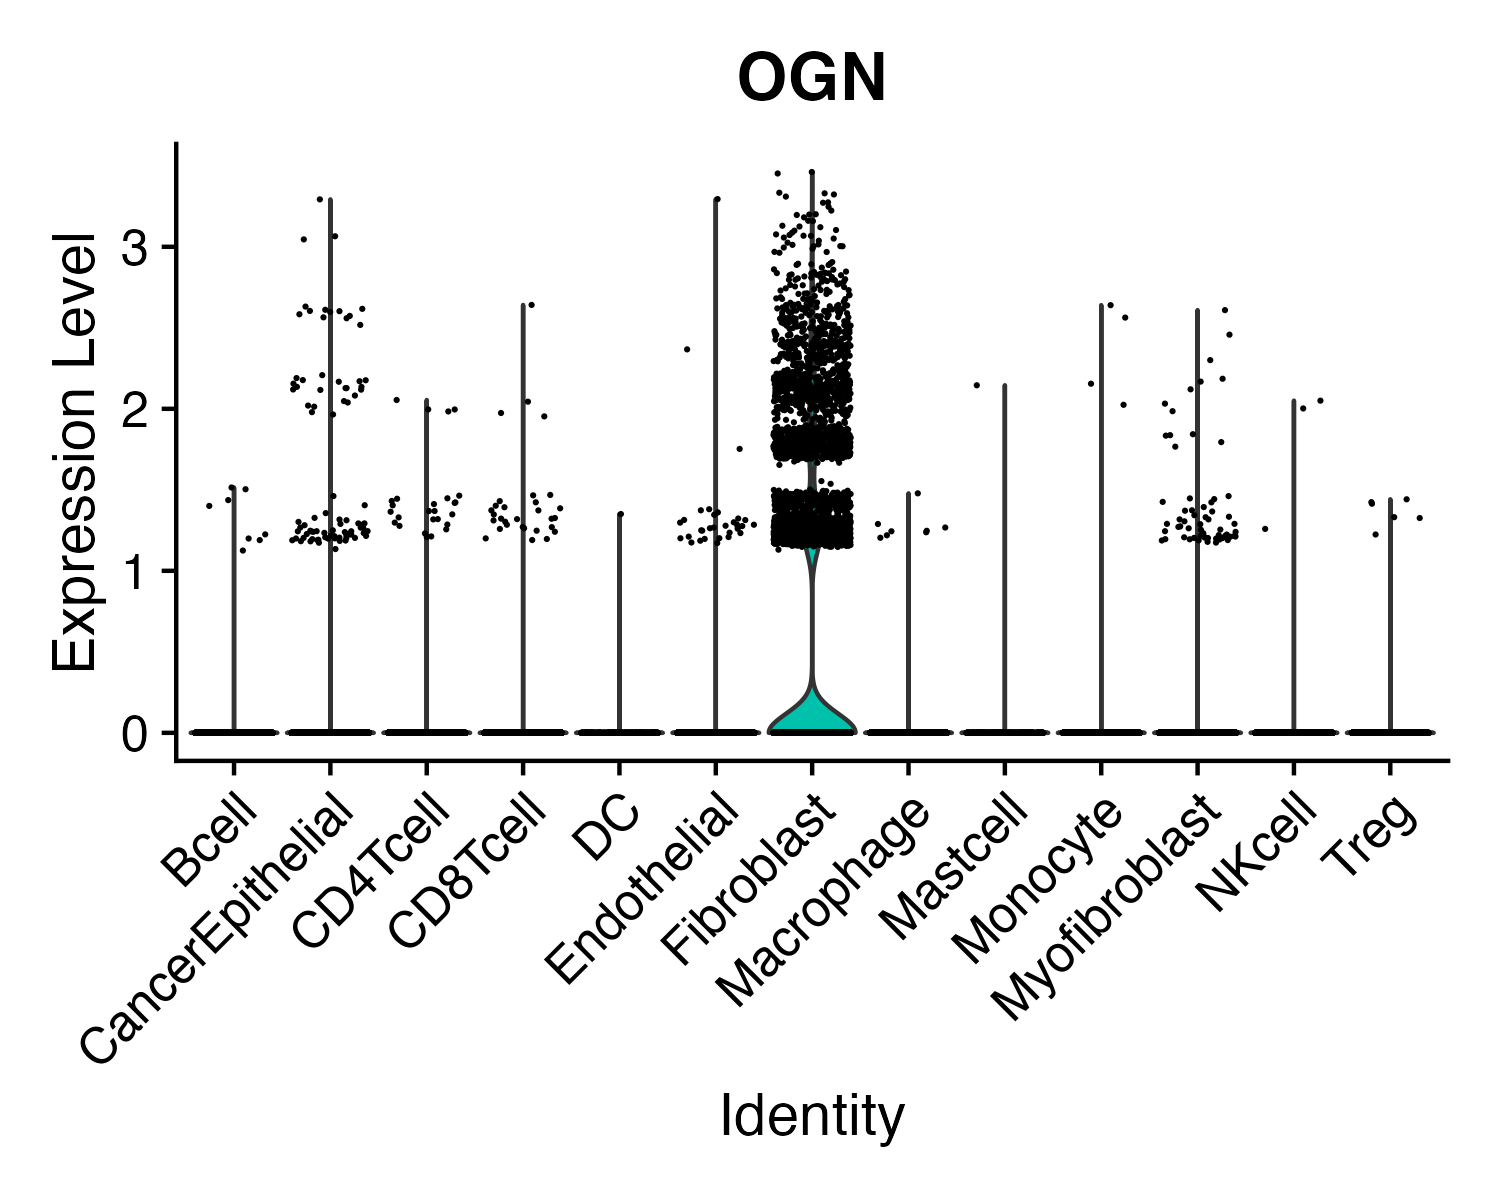 OGN
Expression Level
3
2
1
0
Bcell
CancerEpithelial
CD4Tcell
CD8Tcell
DC
Endothelial
Fibroblast
Macrophage
Mastcell
Monocyte
Myofibroblast
NKcell
Treg
Identity